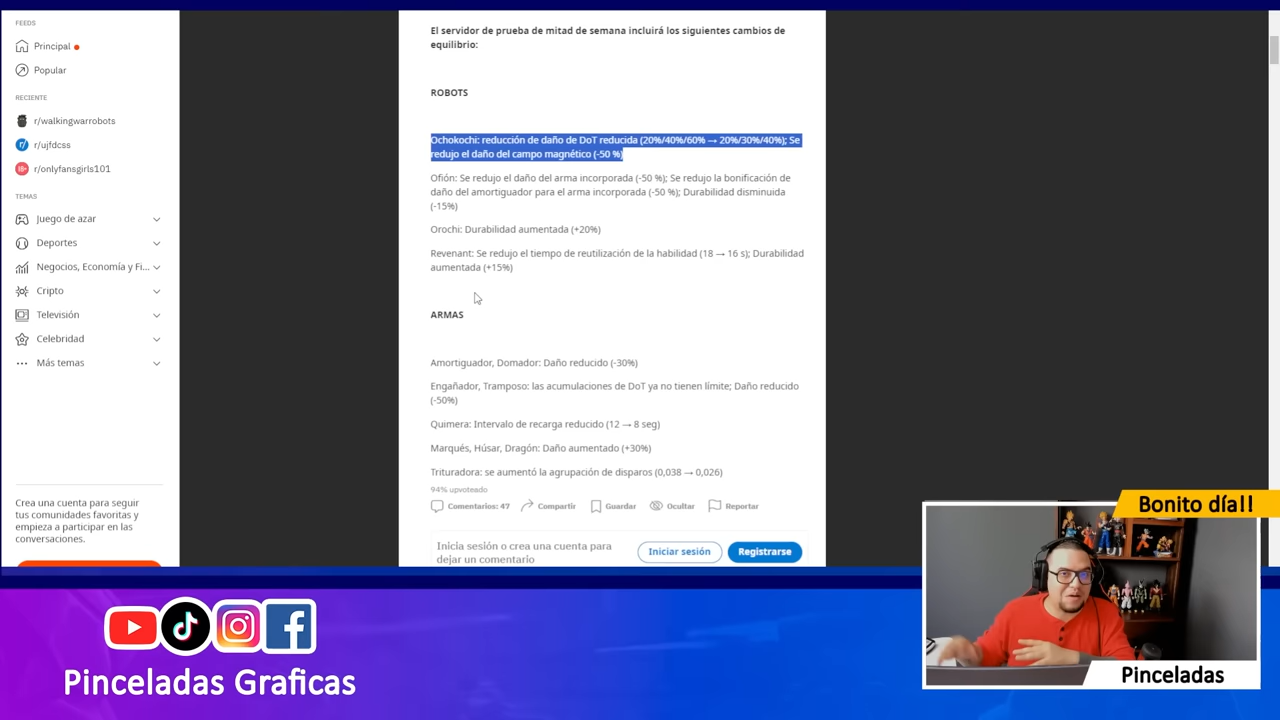 FEEDS
Principal
Popular
RECIENTE
r/walkingwarrobots
r/ujfdcss
18+
r/onlyfansgirls101
TEMAS
Juego de azar
Deportes
Negocios, Economía y Fi...
Cripto
Televisión
Celebridad
Más temas
Crea una cuenta para seguir
tus comunidades favoritas y
empieza a participar en las
conversaciones.
El servidor de prueba de mitad de semana incluirá los siguientes cambios de
equilibrio:
ROBOTS
Ochokochi: reducción de daño de DoT reducida (20%/40%/60% → 20%/30%/40%); Se
redujo el daño del campo magnético (-50 %)
Ofión: Se redujo el daño del arma incorporada (-50 %); Se redujo la bonificación de
daño del amortiguador para el arma incorporada (-50 %); Durabilidad disminuida
(-15%)
Orochi: Durabilidad aumentada (+20%)
Revenant: Se redujo el tiempo de reutilización de la habilidad (18 → 16 s); Durabilidad
aumentada (+15%)
ARMAS
Amortiguador, Domador: Daño reducido (-30%)
Engañador, Tramposo: las acumulaciones de DoT ya no tienen límite; Daño reducido
(-50%)
Quimera: Intervalo de recarga reducido (12 → 8 seg)
Marqués, Húsar, Dragón: Daño aumentado (+30%)
Trituradora: se aumentó la agrupación de disparos (0,038 → 0,026)
94% upvoteado
Comentarios: 47 Compartir Guardar Ocultar Reportar
Inicia sesión o crea una cuenta para
dejar un comentario
Iniciar sesión Registrarse
Bonito día!!
Pinceladas
Pinceladas Graficas